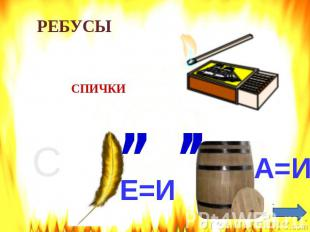 РЕБУСЫ
СПИЧКИ
С ,, ,,
Е=И
А=И